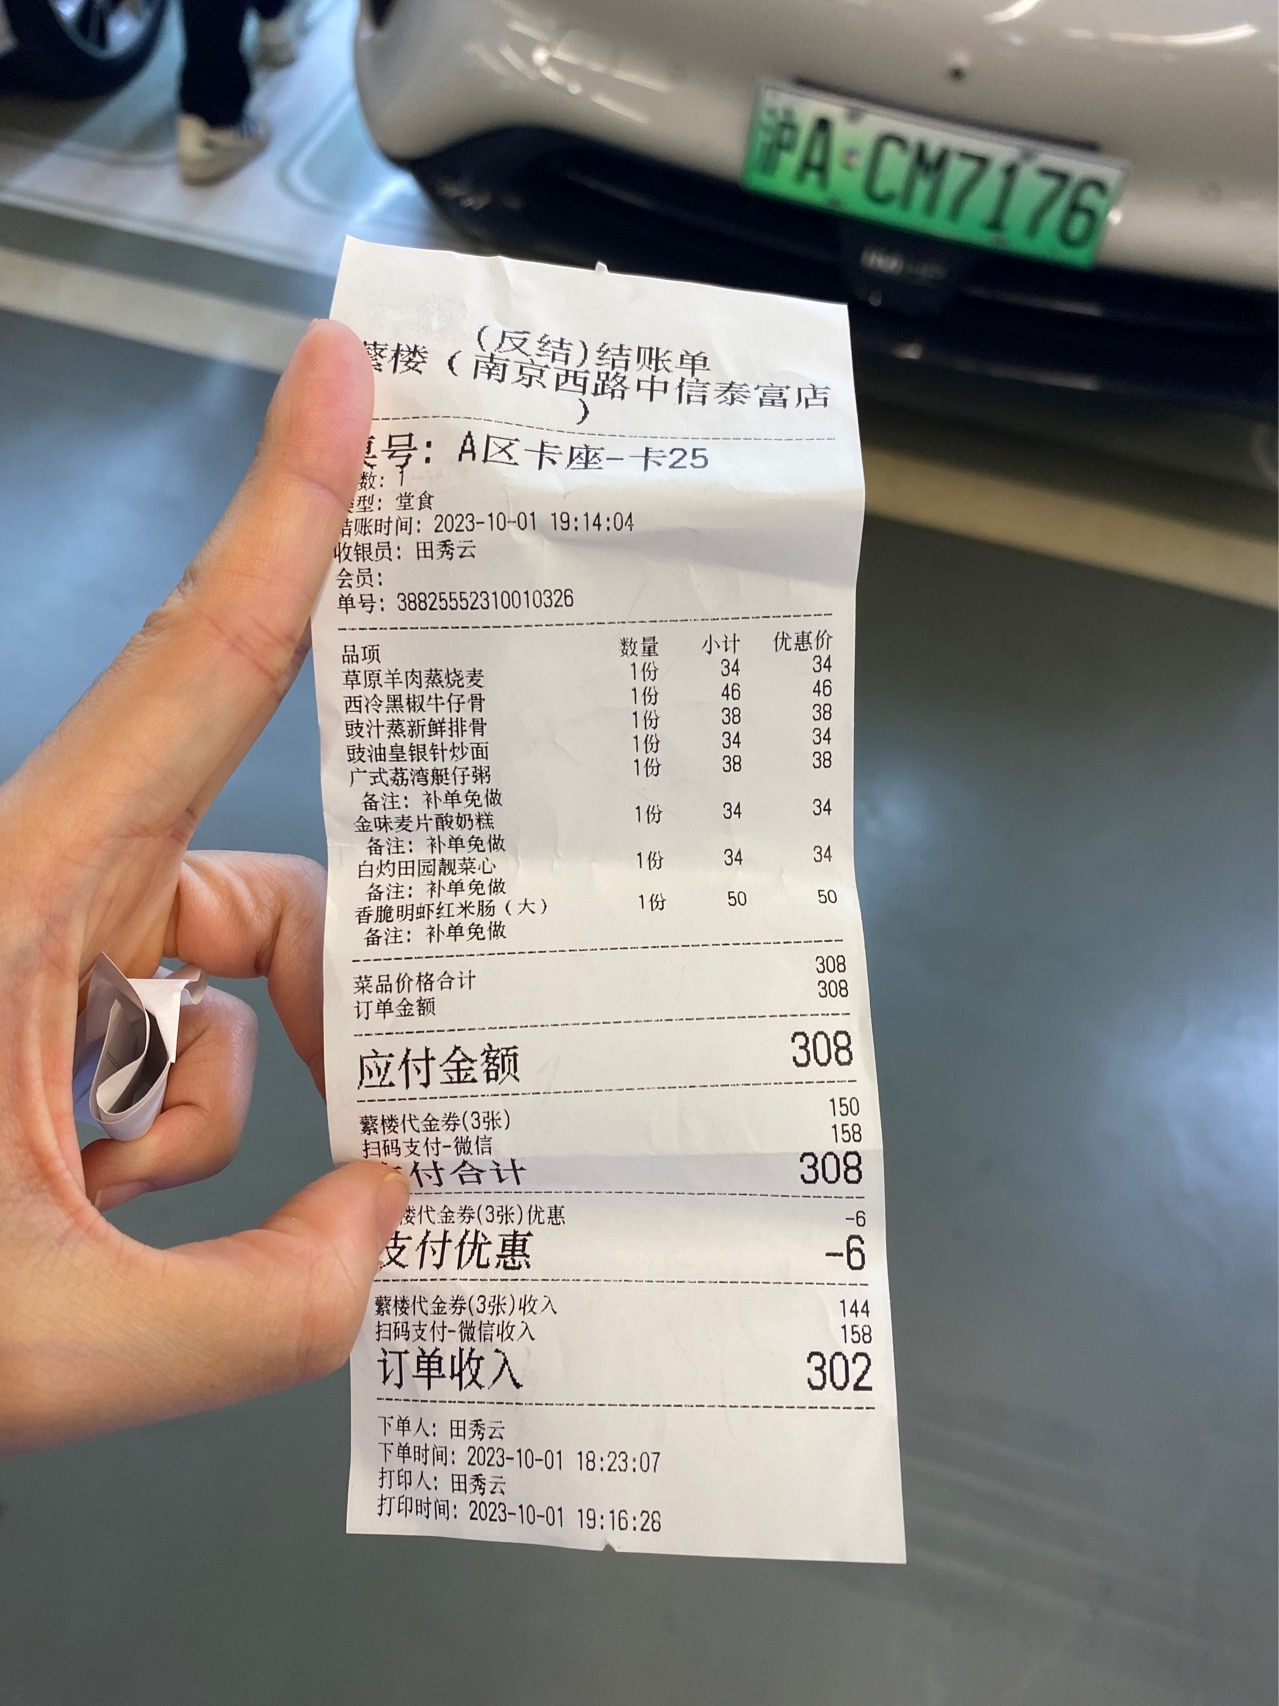 沪A·CM7176
(反结)结账单
蘩楼（南京西路中信泰富店
）
号：A区卡座-卡25
数：1
型：堂食
结账时间：2023-10-01 19:14:04
收银员：田秀云
会员：
单号：38825552310010326
品项 数量 小计 优惠价
草原羊肉蒸烧麦 1份 34 34
西冷黑椒牛仔骨 1份 46 46
豉汁蒸新鲜排骨 1份 38 38
豉油皇银针炒面 1份 34 34
广式荔湾艇仔粥 1份 38 38
备注：补单免做
金味麦片酸奶糕 1份 34 34
备注：补单免做
白灼田园靓菜心 1份 34 34
备注：补单免做
香脆明虾红米肠（大） 1份 50 50
备注：补单免做
菜品价格合计 308
订单金额 308
应付金额 308
蘩楼代金券(3张) 150
扫码支付-微信 158
付合计 308
楼代金券(3张)优惠 -6
支付优惠 -6
蘩楼代金券(3张)收入 144
扫码支付-微信收入 158
订单收入 302
下单人：田秀云
下单时间：2023-10-01 18:23:07
打印人：田秀云
打印时间：2023-10-01 19:16:28